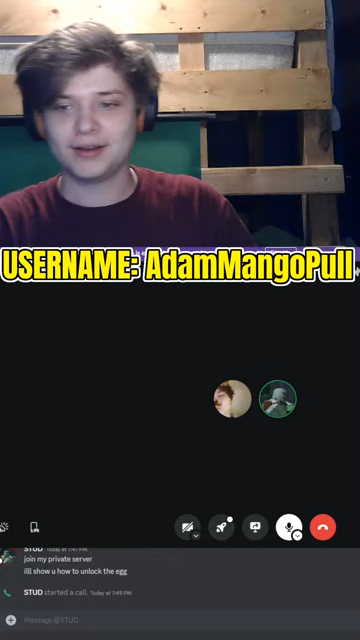 USERNAME: AdamMangoPull
STUD Today at 7:47 PM
join my private server
illl show u how to unlock the egg
STUD started a call. Today at 7:49 PM
Message @STUD